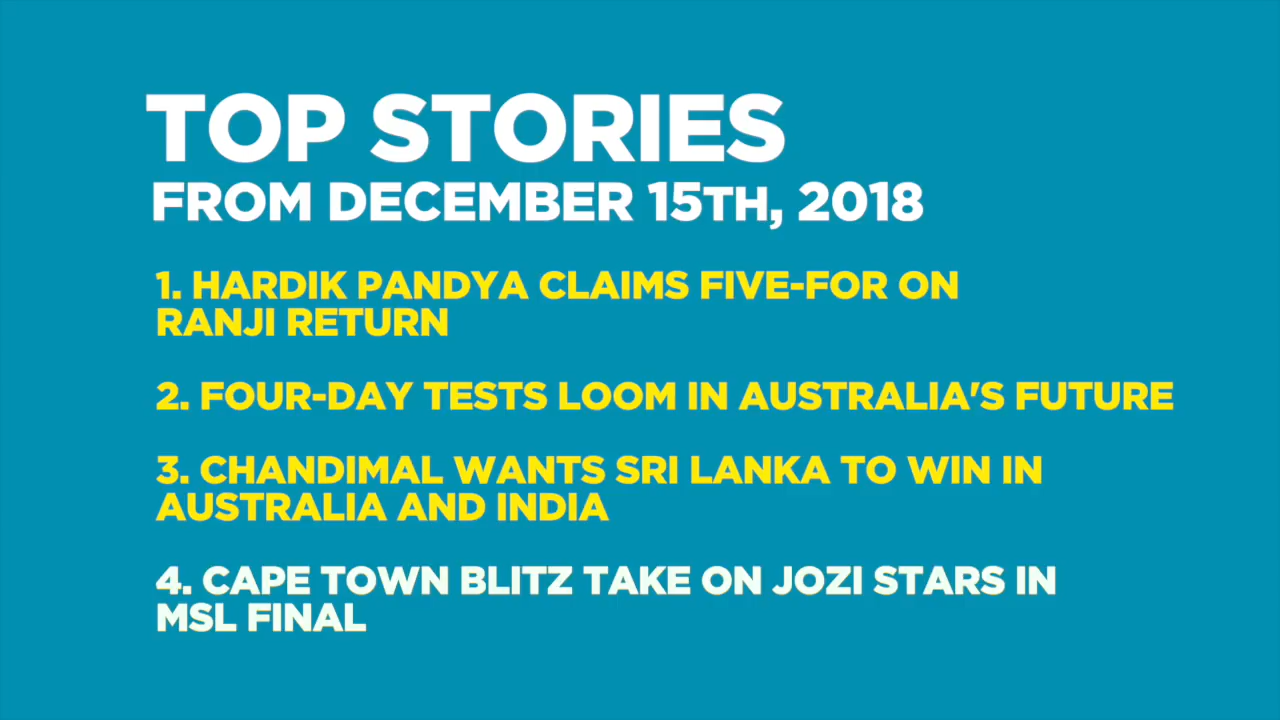 TOP STORIES
FROM DECEMBER 15TH, 2018
1. HARDIK PANDYA CLAIMS FIVE-FOR ON
RANJI RETURN
2. FOUR-DAY TESTS LOOM IN AUSTRALIA'S FUTURE
3. CHANDIMAL WANTS SRI LANKA TO WIN IN
AUSTRALIA AND INDIA
4. CAPE TOWN BLITZ TAKE ON JOZI STARS IN
MSL FINAL